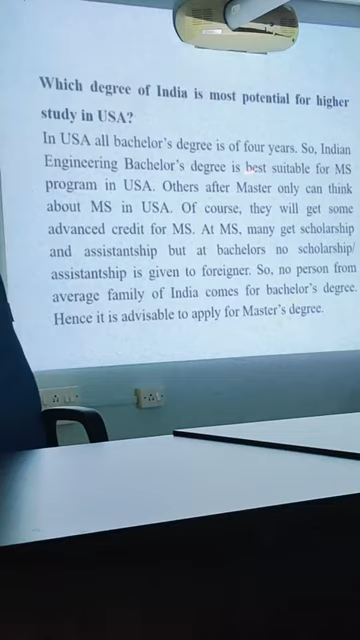 Which degree of India is most potential for higher
study in USA?
In USA all bachelor's degree is of four years. So, Indian
Engineering Bachelor's degree is best suitable for MS
program in USA. Others after Master only can think
about MS in USA. Of course, they will get some
advanced credit for MS. At MS, many get scholarship
and assistantship but at bachelors no scholarship/
assistantship is given to foreigner. So, no person from
average family of India comes for bachelor's degree.
Hence it is advisable to apply for Master's degree.